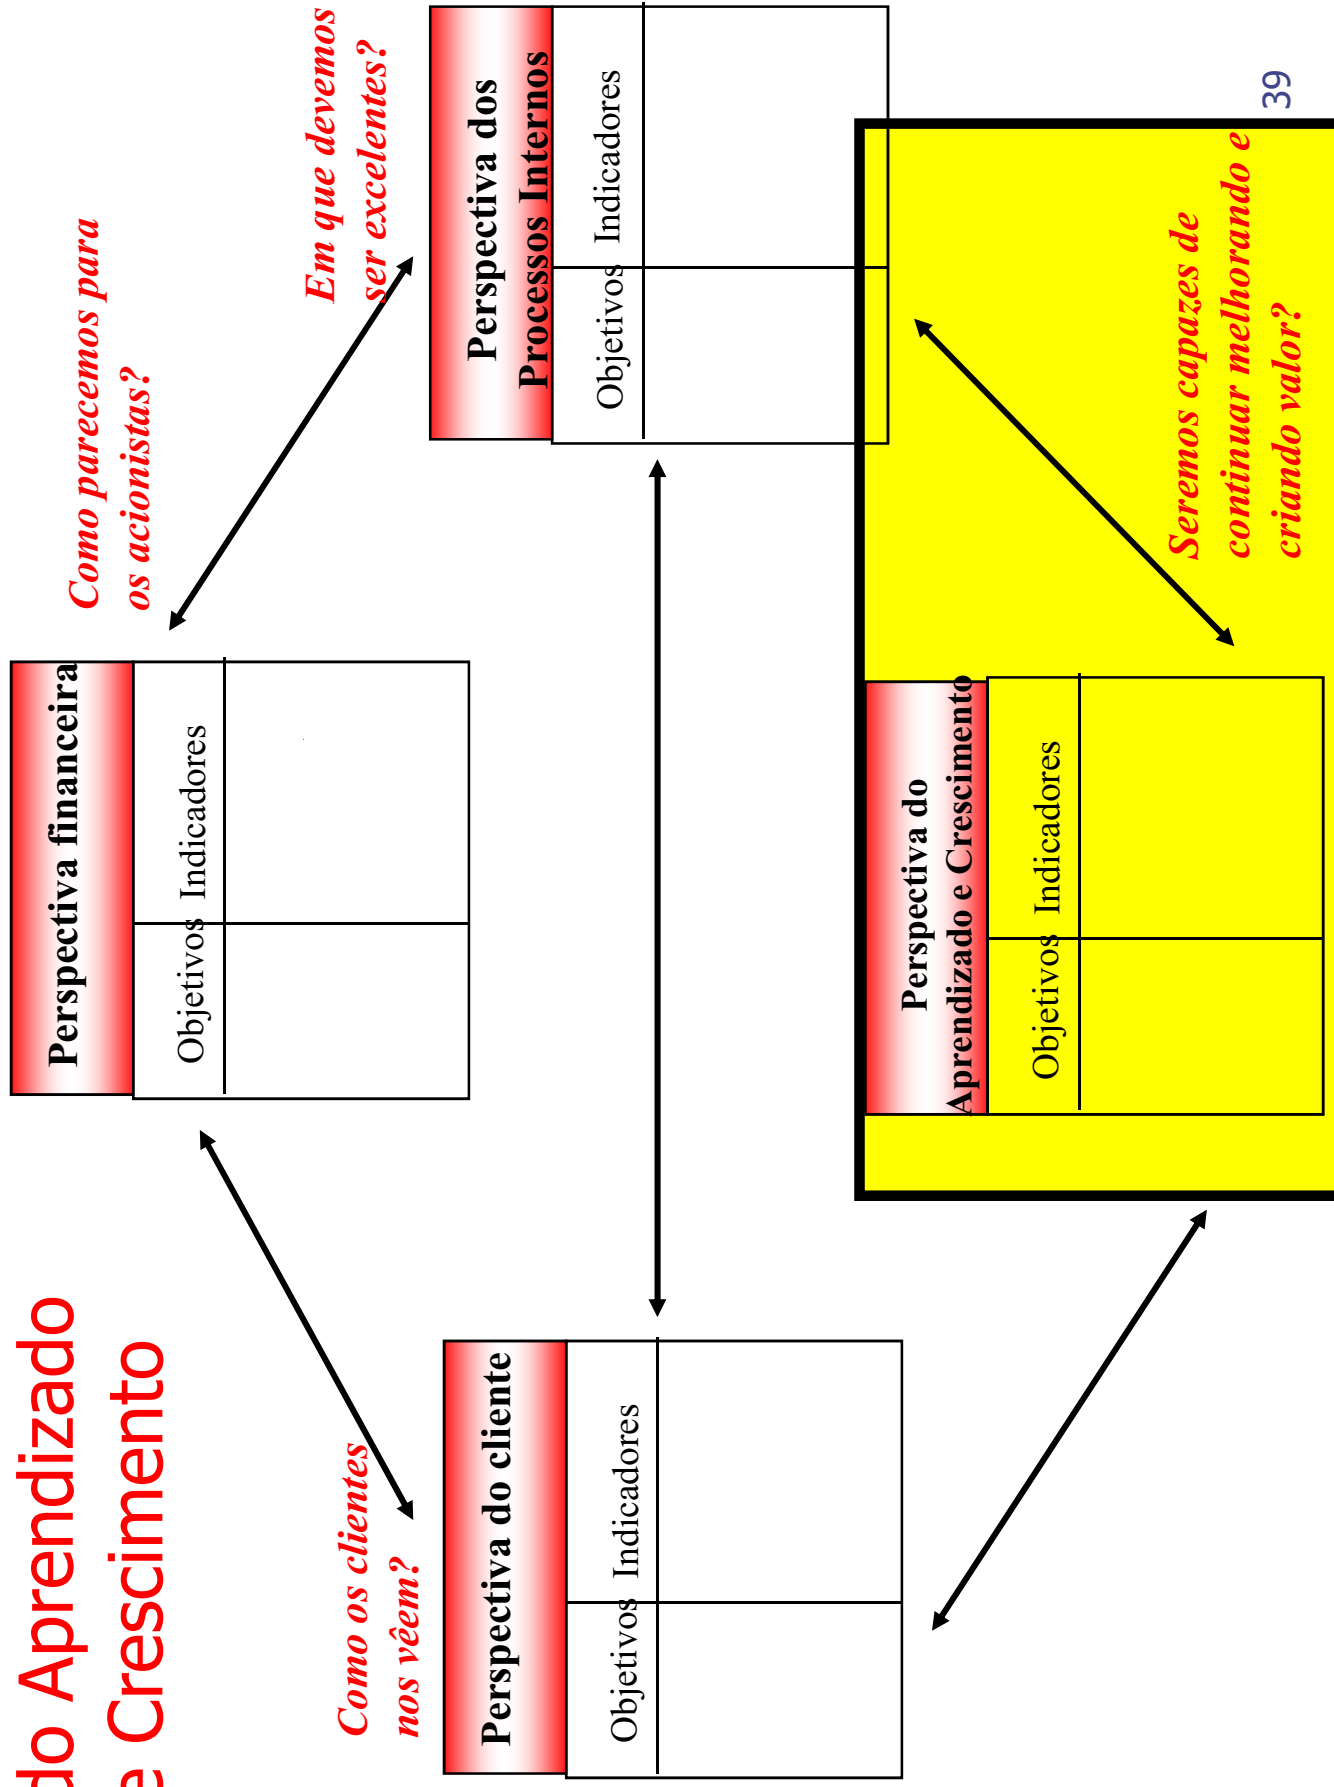 do Aprendizado
e Crescimento
Como parecemos para
os acionistas?
Perspectiva financeira
Objetivos Indicadores
Como os clientes
nos vêem?
Perspectiva do cliente
Objetivos Indicadores
Em que devemos
ser excelentes?
Perspectiva dos
Processos Internos
Objetivos Indicadores
Perspectiva do
Aprendizado e Crescimento
Objetivos Indicadores
Seremos capazes de
continuar melhorando e
criando valor?
39